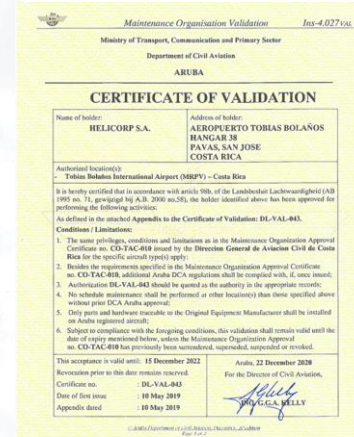 Maintenance Organisation Validation Ins-4.027VAL
Ministry of Transport, Communication and Primary Sector
Department of Civil Aviation
ARUBA
CERTIFICATE OF VALIDATION
Name of holder:
HELICORP S.A.
Address of holder:
AEROPUERTO TOBIAS BOLAÑOS
HANGAR 38
PAVAS, SAN JOSE
COSTA RICA
Authorized location(s):
- Tobias Bolaños International Airport (MRPV) – Costa Rica
It is hereby certified that in accordance with article 98b, of the Landsbesluit Luchtwaardigheid (AB
1995 no. 71, gewijzigd bij A.B. 2000 no.58), the holder identified above has been approved for
performing the following activities:
As defined in the attached Appendix to the Certificate of Validation: DL-VAL-043.
Conditions / Limitations:
1. The same privileges, conditions and limitations as in the Maintenance Organization Approval
Certificate no. CO-TAC-010 issued by the Direccion General de Aviacion Civil de Costa
Rica for the specific aircraft type(s) apply;
2. Besides the requirements specified in the Maintenance Organization Approval Certificate
no. CO-TAC-010, additional Aruba DCA regulations shall be complied with, if, once issued;
3. Authorization DL-VAL-043 should be quoted as the authority in the appropriate records;
4. No schedule maintenance shall be performed at other location(s) than those specified above
without prior DCA Aruba approval;
5. Only parts and hardware traceable to the Original Equipment Manufacturer shall be installed
on Aruba registered aircraft;
6. Subject to compliance with the foregoing conditions, this validation shall remain valid until the
date of expiry mentioned below, unless the Maintenance Organization Approval
no. CO-TAC-010 has previously been surrendered, superseded, suspended or revoked.
This acceptance is valid until: 15 December 2022
Revocation prior to this date remains reserved.
Certificate no. : DL-VAL-043
Date of first issue : 10 May 2019
Appendix dated : 10 May 2019
Aruba, 22 December 2020
For the Director of Civil Aviation,
ING. G.G.A. KELLY